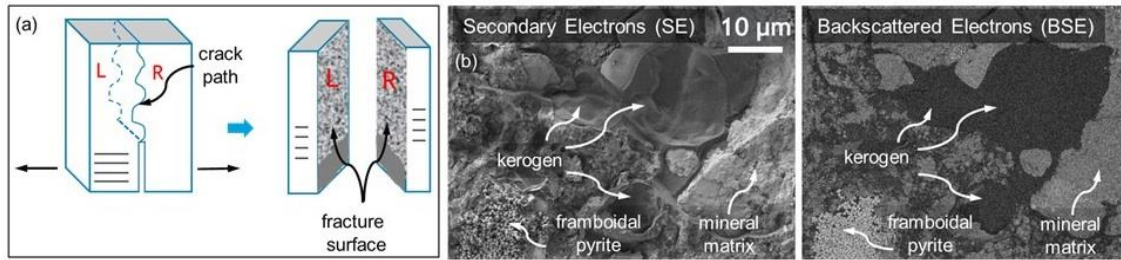 (a)
L
R
crack
path
L
R
fracture
surface
Secondary Electrons (SE)
10 µm
(b)
kerogen
framboidal
pyrite
mineral
matrix
Backscattered Electrons (BSE)
kerogen
framboidal
pyrite
mineral
matrix